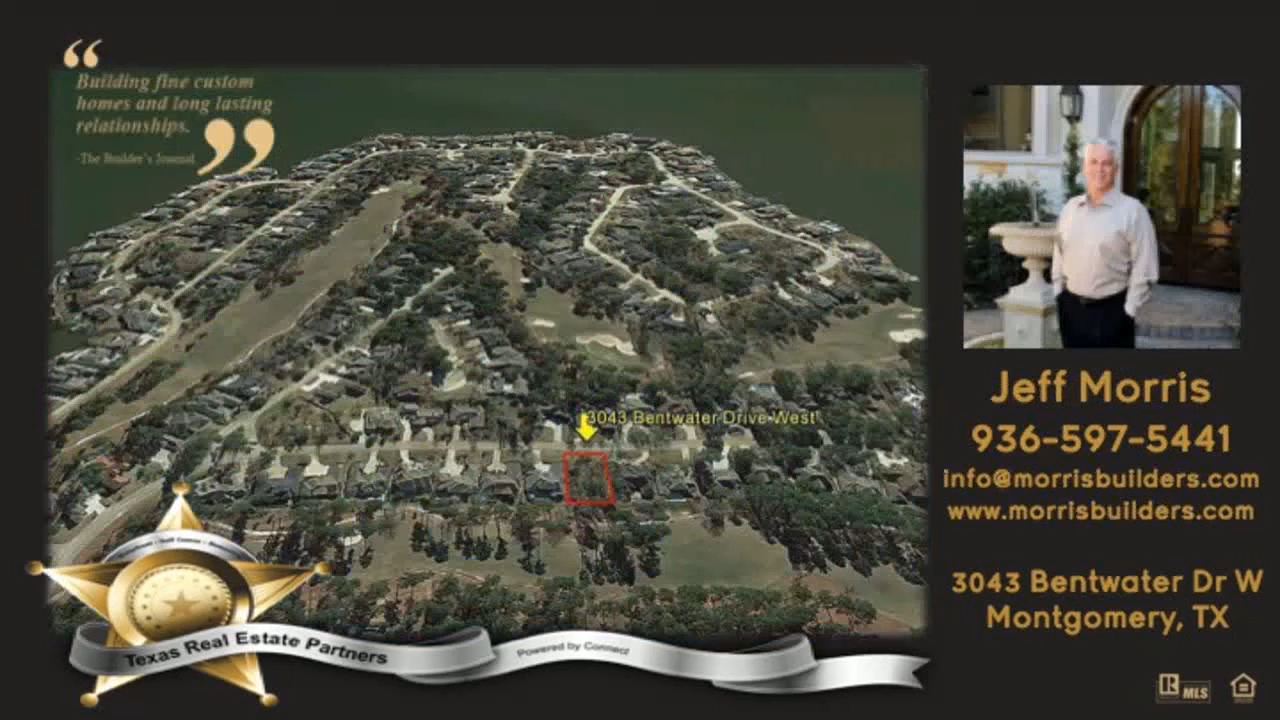 “
Building fine custom
homes and long lasting
relationships.
-The Builder's Journal
”
3043 Bentwater Drive West
Texas Real Estate Partners
Powered by Connect
Jeff Morris
936-597-5441
info@morrisbuilders.com
www.morrisbuilders.com
3043 Bentwater Dr W
Montgomery, TX
R MLS